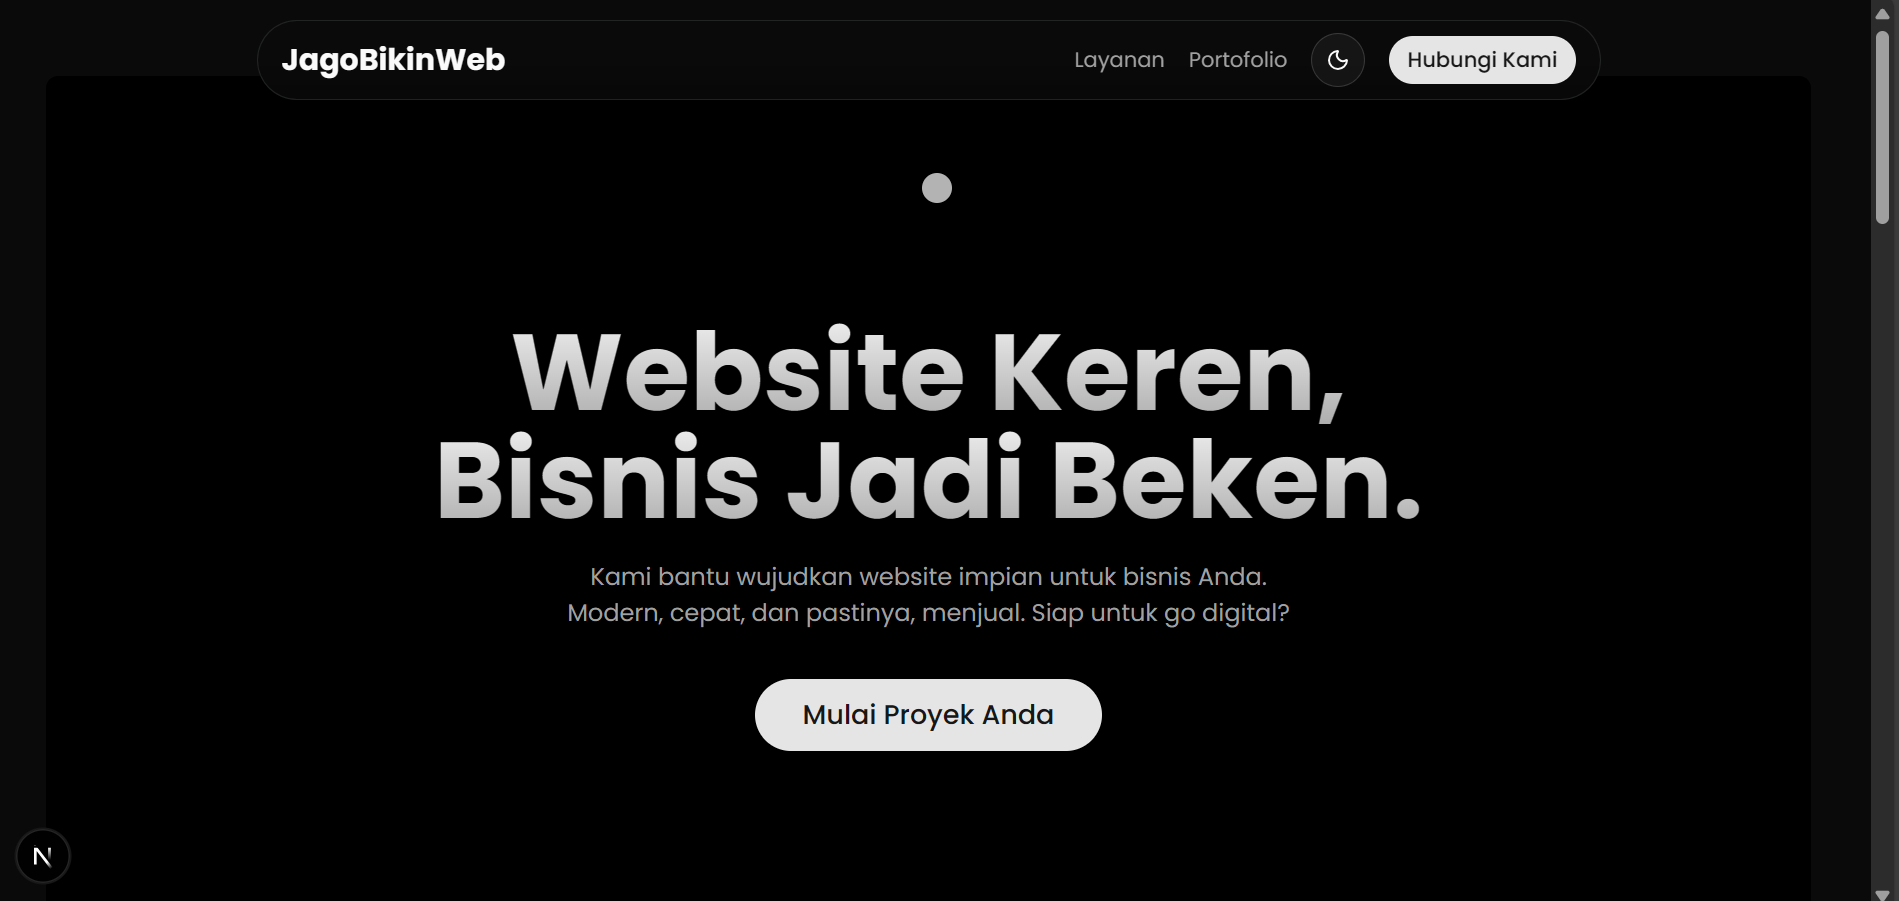 JagoBikinWeb
Layanan
Portofolio
Hubungi Kami
Website Keren,
Bisnis Jadi Beken.
Kami bantu wujudkan website impian untuk bisnis Anda.
Modern, cepat, dan pastinya, menjual. Siap untuk go digital?
Mulai Proyek Anda
N